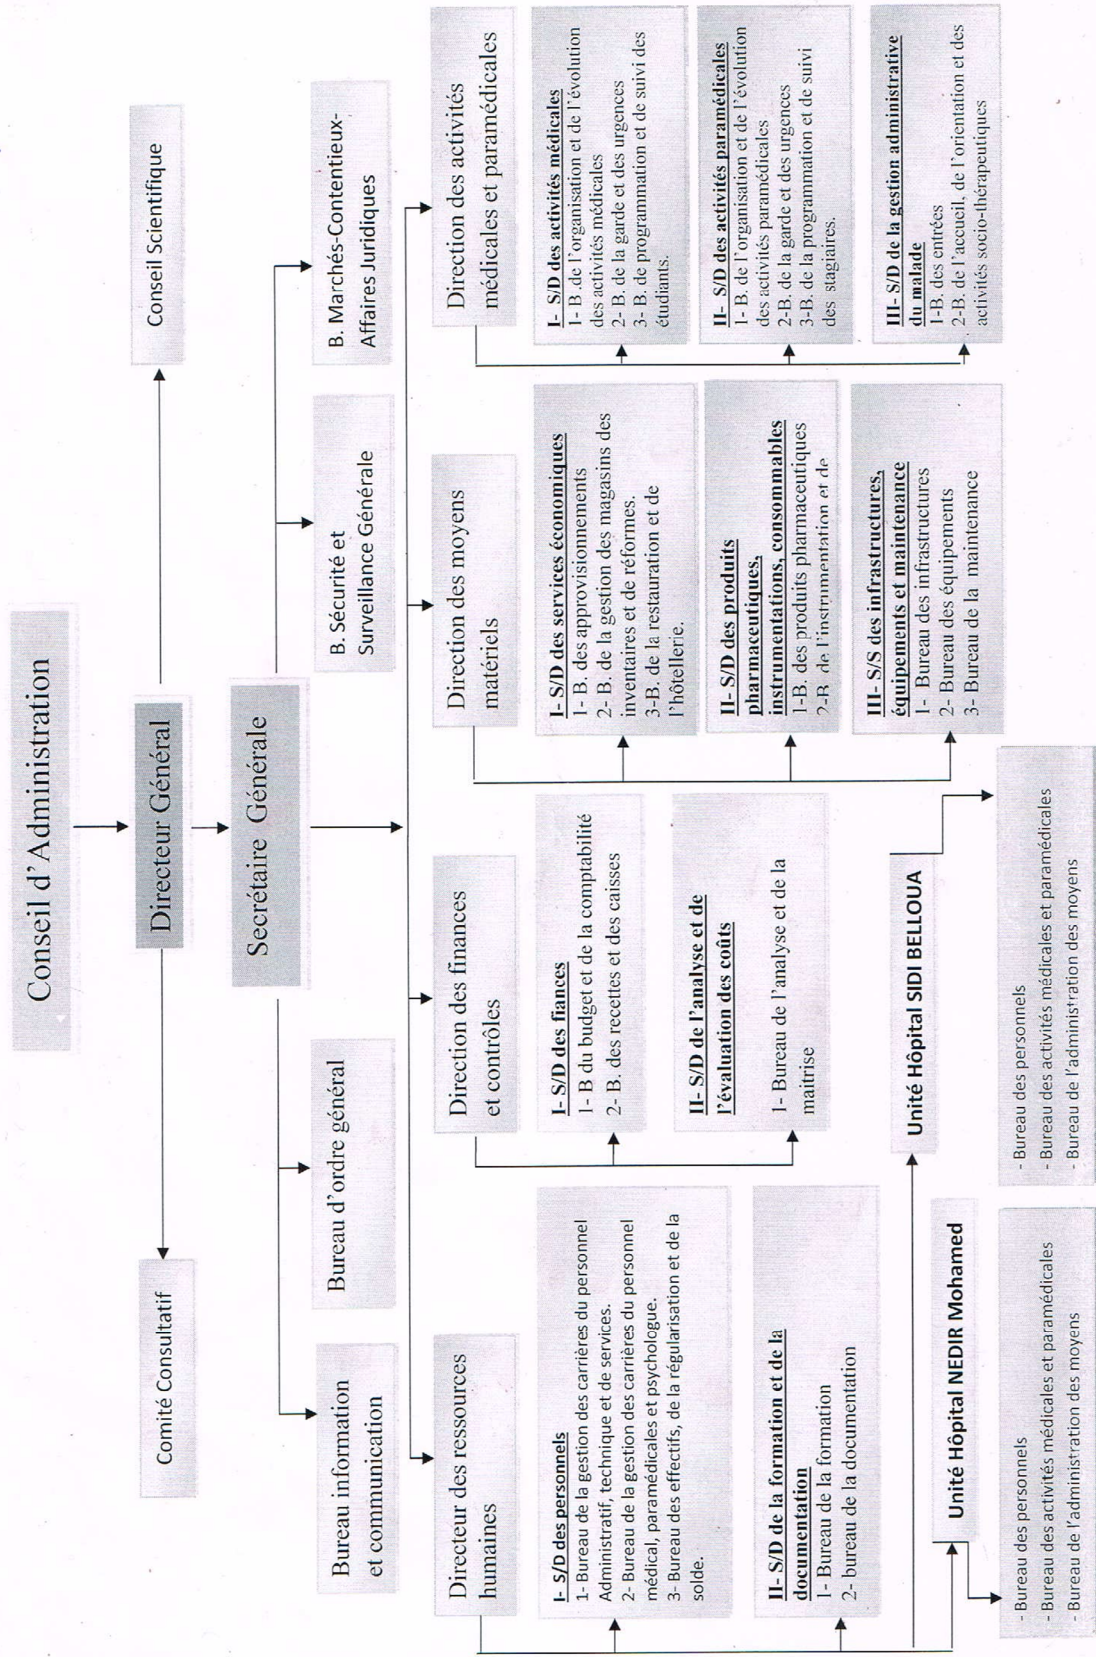 Conseil d'Administration
Directeur Général
Comité Consultatif
Conseil Scientifique
Secrétaire Générale
Bureau information
et communication
Bureau d'ordre général
B. Sécurité et
Surveillance Générale
B. Marchés-Contentieux-
Affaires Juridiques
Directeur des ressources
humaines
I- S/D des personnels
1- Bureau de la gestion des carrières du personnel
Administratif, technique et de services.
2- Bureau de la gestion des carrières du personnel
médical, paramédicales et psychologue.
3- Bureau des effectifs, de la régularisation et de la
solde.
II- S/D de la formation et de la
documentation
1- Bureau de la formation
2- bureau de la documentation
Direction des finances
et contrôles
I- S/D des fiances
1- B du budget et de la comptabilité
2- B. des recettes et des caisses
II- S/D de l'analyse et de
l'évaluation des coûts
1- Bureau de l'analyse et de la
maitrise
Direction des moyens
matériels
I- S/D des services économiques
1- B. des approvisionnements
2- B. de la gestion des magasins des
inventaires et de réformes.
3-B. de la restauration et de
l'hôtellerie.
II- S/D des produits
pharmaceutiques,
instrumentations, consommables
1-B. des produits pharmaceutiques
2-B. de l'instrumentation et de
III- S/S des infrastructures,
équipements et maintenance
1- Bureau des infrastructures
2- Bureau des équipements
3- Bureau de la maintenance
Direction des activités
médicales et paramédicales
I- S/D des activités médicales
1- B .de l'organisation et de l'évolution
des activités médicales
2- B. de la garde et des urgences
3- B. de programmation et de suivi des
étudiants.
II- S/D des activités paramédicales
1- B. de l'organisation et de l'évolution
des activités paramédicales
2-B. de la garde et urgences
3-B. de la programmation et de suivi
des stagiaires.
III- S/D de la gestion administrative
du malade
1-B. des entrées
2-B. de l'accueil, de l'orientation et des
activités socio-thérapeutiques
Unité Hôpital NEDIR Mohamed
- Bureau des personnels
- Bureau des activités médicales et paramédicales
- Bureau de l'administration des moyens
Unité Hôpital SIDI BELLOUA
- Bureau des personnels
- Bureau des activités médicales et paramédicales
- Bureau de l'administration des moyens